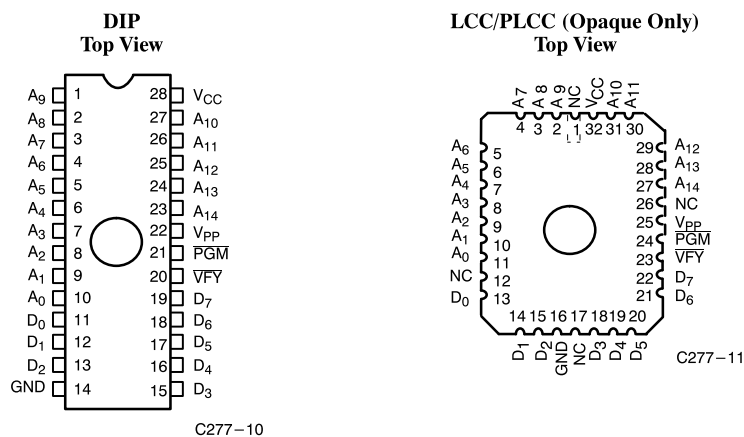 DIP
Top View
A9 1 28 VCC
A8 2 27 A10
A7 3 26 A11
A6 4 25 A12
A5 5 24 A13
A4 6 23 A14
A3 7 22 VPP
A2 8 21 PGM
A1 9 20 VFY
A0 10 19 D7
D0 11 18 D6
D1 12 17 D5
D2 13 16 D4
GND 14 15 D3
C277−10
LCC/PLCC (Opaque Only)
Top View
A7 A8 A9 NC VCC A10 A11
4 3 2 1 32 31 30
A6 5 29 A12
A5 6 28 A13
A4 7 27 A14
A3 8 26 NC
A2 9 25 VPP
A1 10 24 PGM
A0 11 23 VFY
NC 12 22 D7
D0 13 21 D6
14 15 16 17 18 19 20
D1 D2 GND NC D3 D4 D5
C277−11